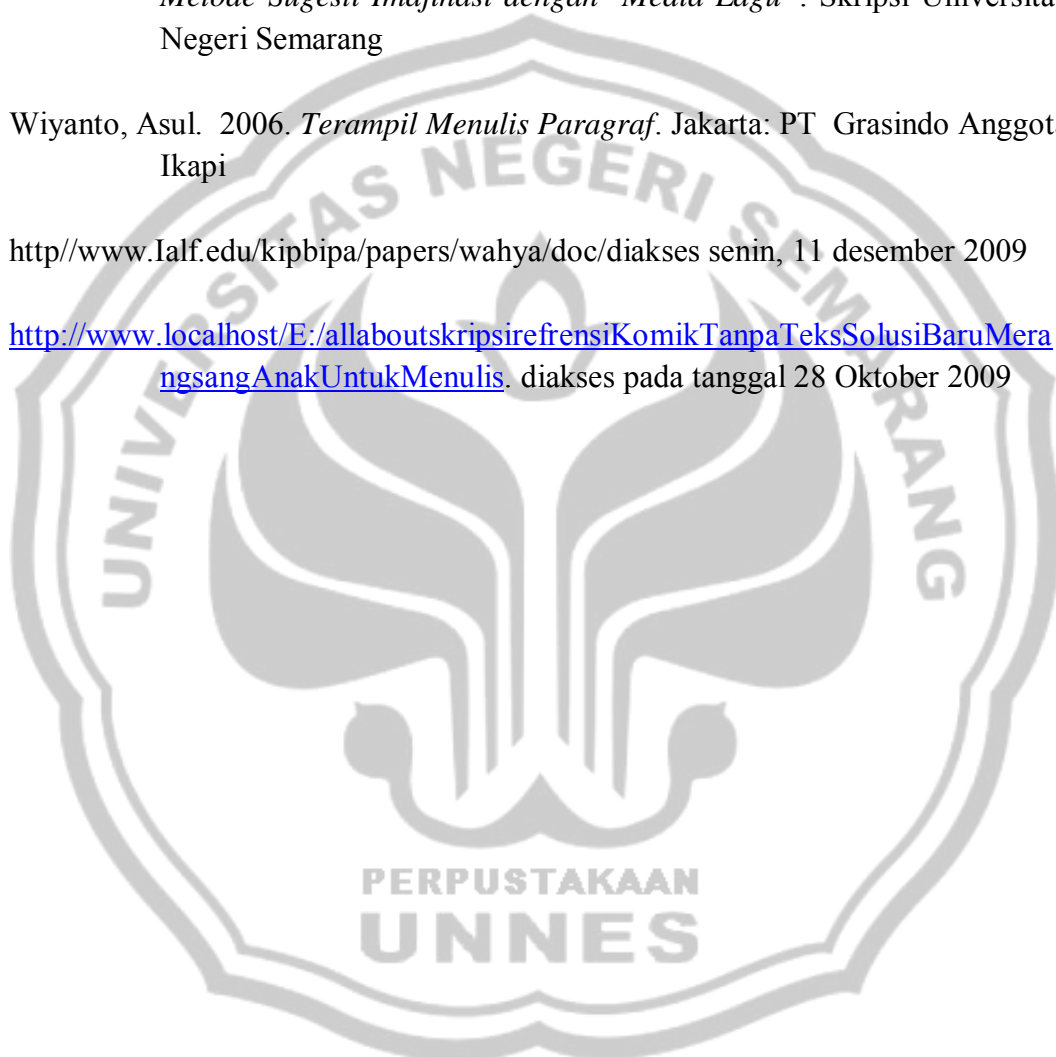 Metode Sugesti Imajinasi dengan "Media Lagu". Skripsi
Negeri Semarang
Wiyanto, Asul. 2006. Terampil Menulis Paragraf. Jakarta: PT Grasindo Anggota
Ikapi
http//www.Ialf.edu/kipbipa/papers/wahya/doc/diakses senin, 11 desember 2009
http://www.localhost/E:/allaboutskripsirefrensiKomikTanpaTeksSolusiBaruMera
ngsangAnakUntukMenulis. diakses pada tanggal 28 Oktober 2009
UNIVERSITAS NEGERI SEMARANG
PERPUSTAKAAN
UNNES